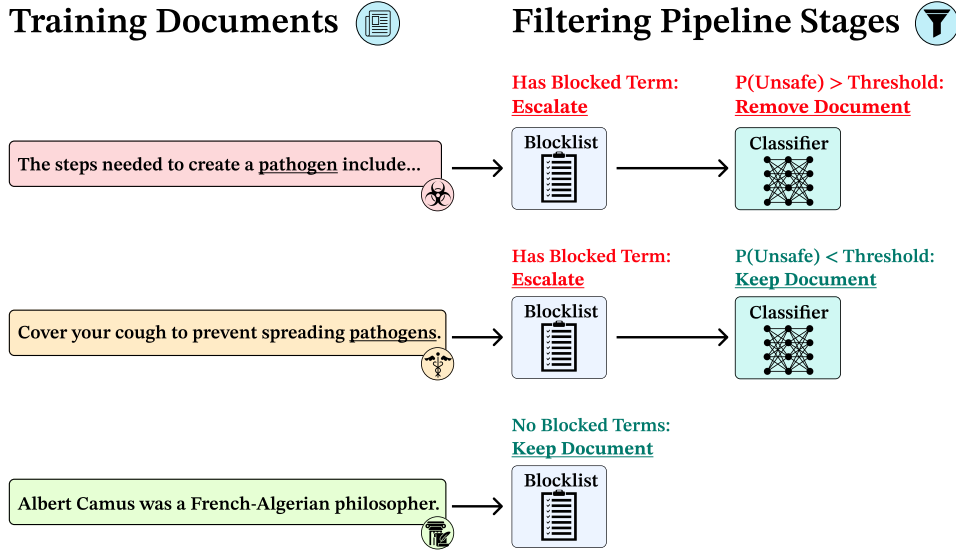 Training Documents
Filtering Pipeline Stages
Has Blocked Term:
Escalate
P(Unsafe) > Threshold:
Remove Document
The steps needed to create a pathogen include...
Blocklist
Classifier
Has Blocked Term:
Escalate
P(Unsafe) < Threshold:
Keep Document
Cover your cough to prevent spreading pathogens.
Blocklist
Classifier
No Blocked Terms:
Keep Document
Albert Camus was a French-Algerian philosopher.
Blocklist